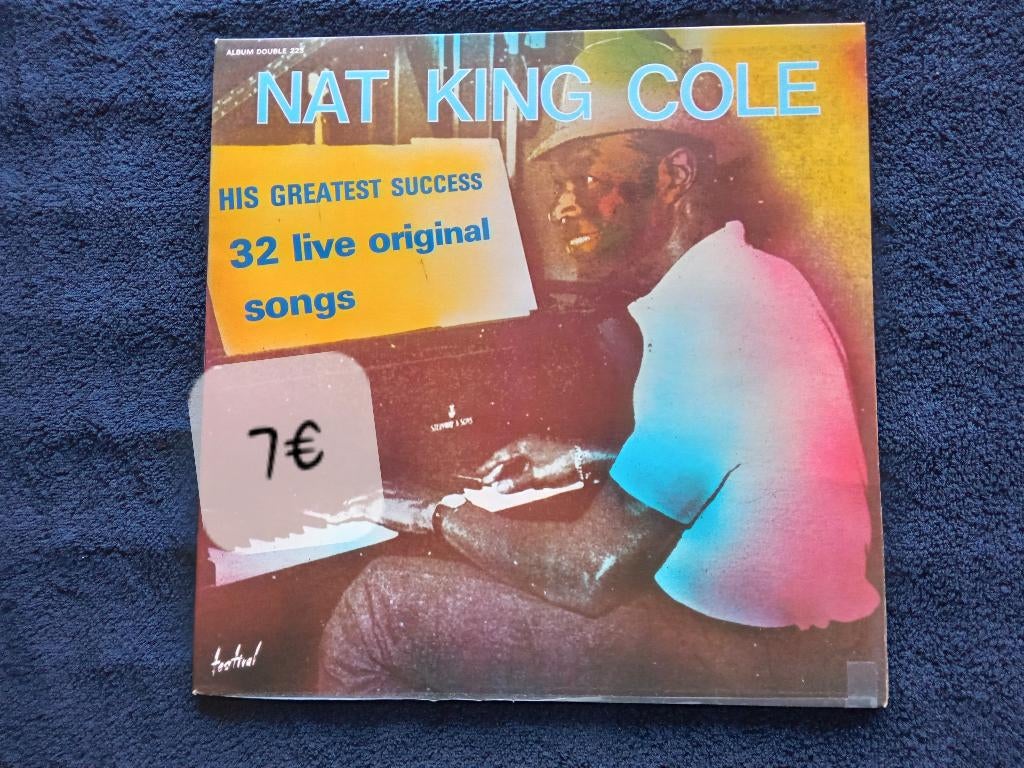 ALBUM DOUBLE 223
NAT KING COLE
HIS GREATEST SUCCESS
32 live original
songs
7€
STEINWAY & SONS
festival